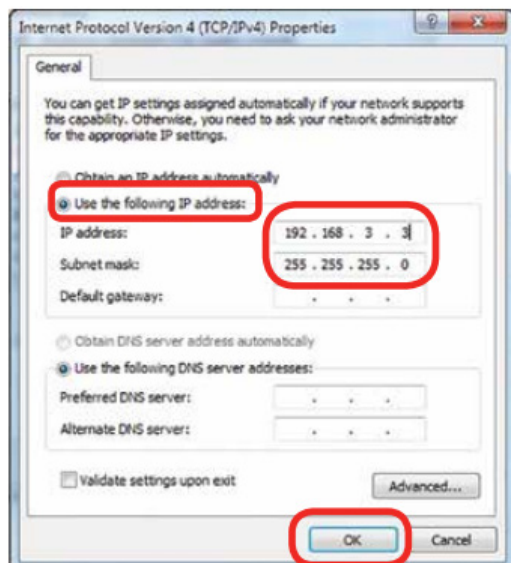 Internet Protocol Version 4 (TCP/IPv4) Properties
General
You can get IP settings assigned automatically if your network supports
this capability. Otherwise, you need to ask your network administrator
for the appropriate IP settings.
Obtain an IP address automatically
Use the following IP address:
IP address: 192 . 168 . 3 . 3
Subnet mask: 255 . 255 . 255 . 0
Default gateway: . . .
Obtain DNS server address automatically
Use the following DNS server addresses:
Preferred DNS server: . . .
Alternate DNS server: . . .
Validate settings upon exit
Advanced...
OK Cancel